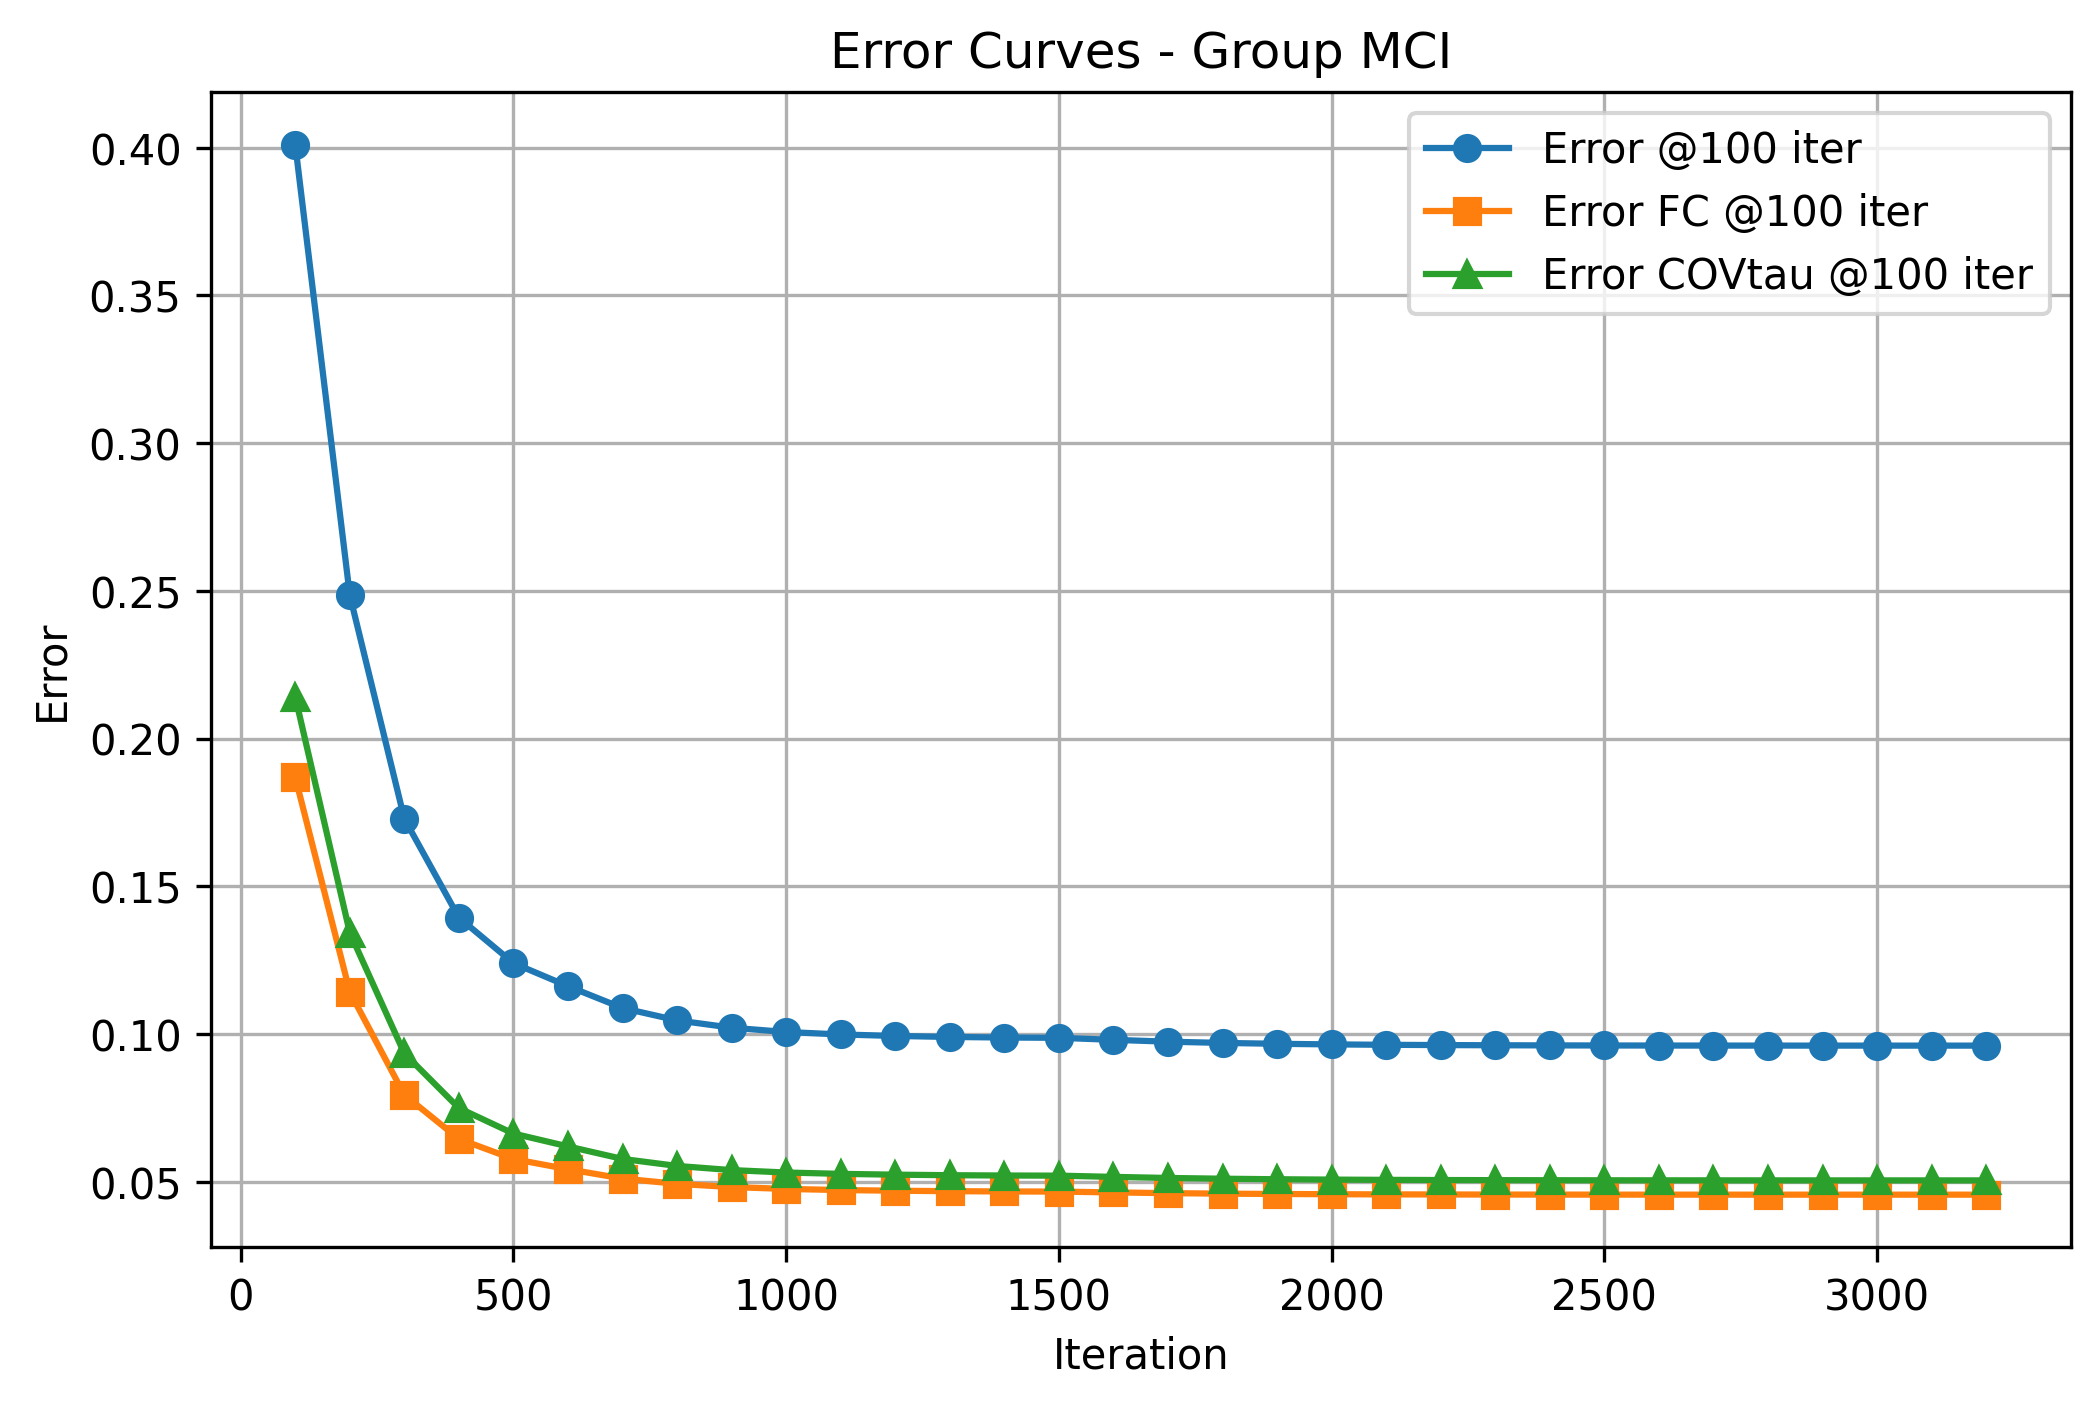 Error Curves - Group MCI
Error @100 iter
Error FC @100 iter
Error COVtau @100 iter
Error
0.40
0.35
0.30
0.25
0.20
0.15
0.10
0.05
0 500 1000 1500 2000 2500 3000
Iteration